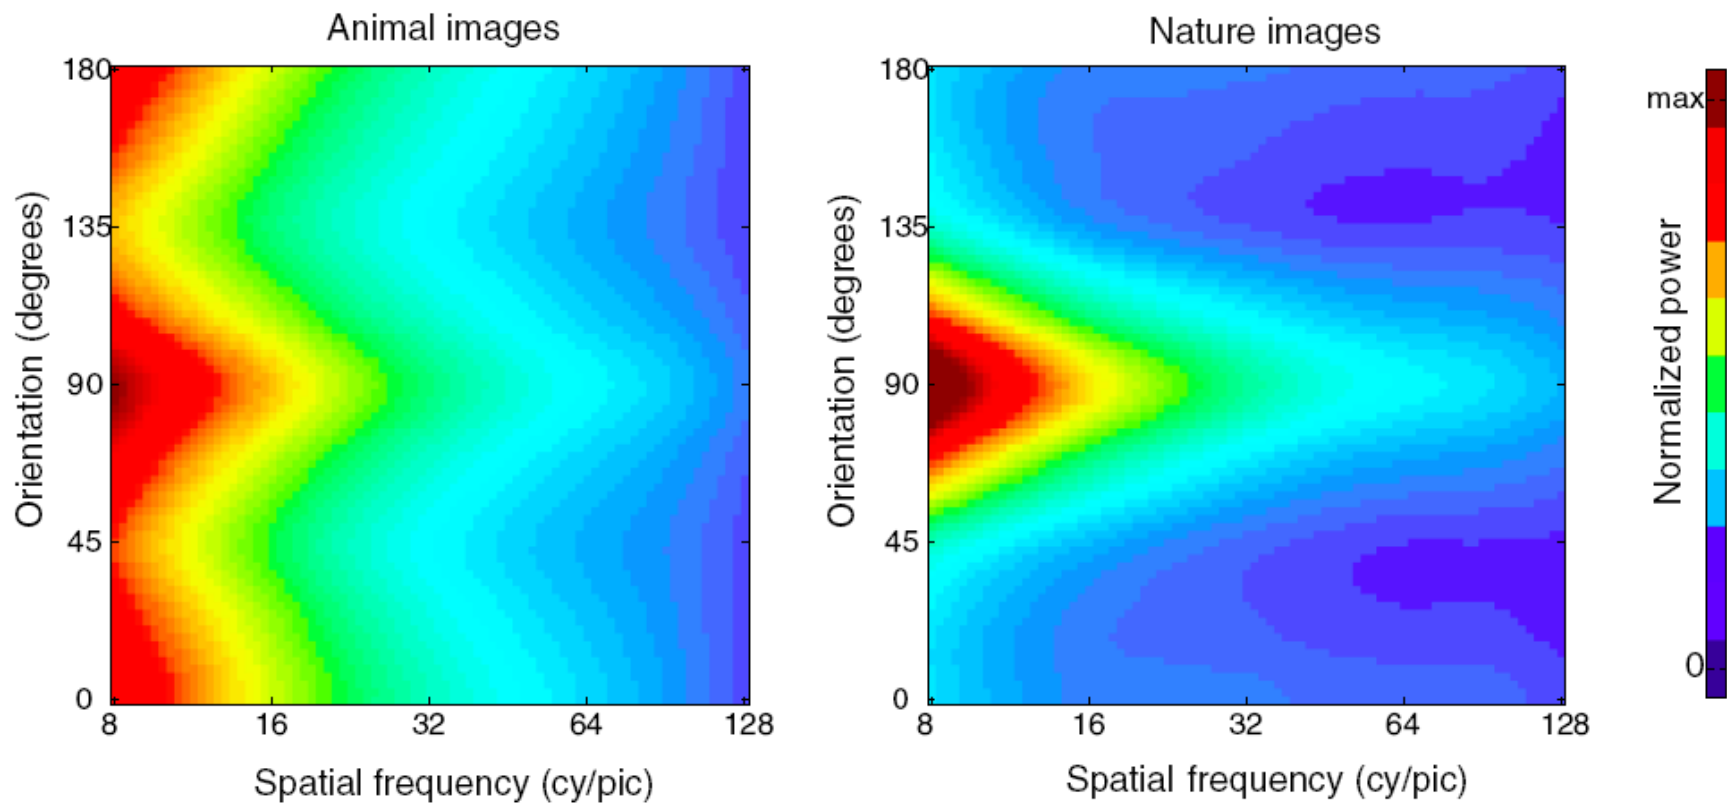 Animal images
Nature images
180
135
90
45
0
8 16 32 64 128
Orientation (degrees)
Spatial frequency (cy/pic)
180
135
90
45
0
8 16 32 64 128
Orientation (degrees)
Spatial frequency (cy/pic)
max
0
Normalized power